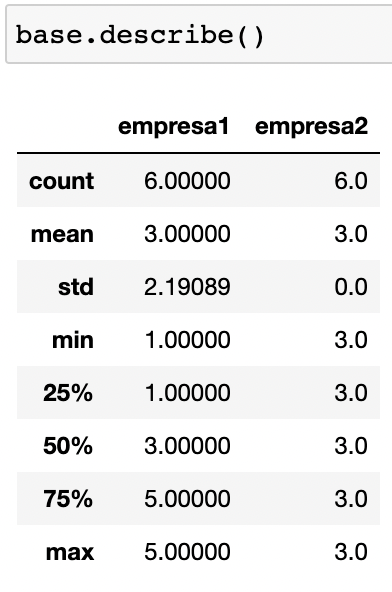 base.describe()
empresa1 empresa2
count 6.00000 6.0
mean 3.00000 3.0
std 2.19089 0.0
min 1.00000 3.0
25% 1.00000 3.0
50% 3.00000 3.0
75% 5.00000 3.0
max 5.00000 3.0